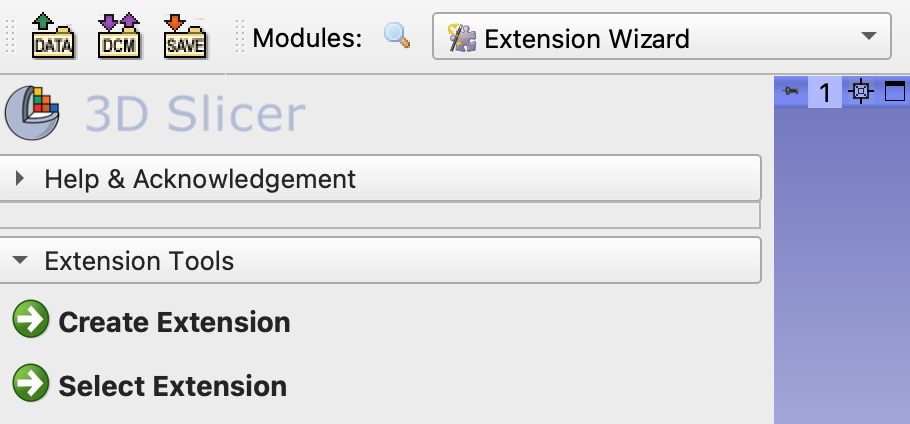 DATA DCM SAVE Modules: Extension Wizard
1
3D Slicer
Help & Acknowledgement
Extension Tools
Create Extension
Select Extension